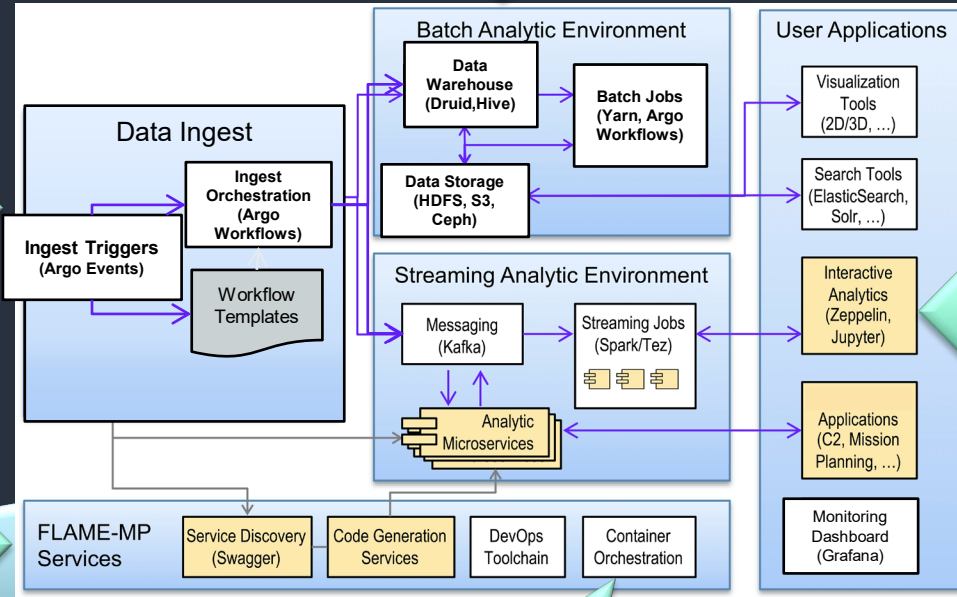 Batch Analytic Environment
Data
Warehouse
(Druid,Hive)
Batch Jobs
(Yarn, Argo
Workflows)
Data Storage
(HDFS, S3,
Ceph)
User Applications
Visualization
Tools
(2D/3D, ...)
Search Tools
(ElasticSearch,
Solr, ...)
Interactive
Analytics
(Zeppelin,
Jupyter)
Applications
(C2, Mission
Planning, ...)
Monitoring
Dashboard
(Grafana)
Data Ingest
Ingest
Orchestration
(Argo
Workflows)
Ingest Triggers
(Argo Events)
Workflow
Templates
Streaming Analytic Environment
Messaging
(Kafka)
Streaming Jobs
(Spark/Tez)
Analytic
Microservices
FLAME-MP
Services
Service Discovery
(Swagger)
Code Generation
Services
DevOps
Toolchain
Container
Orchestration